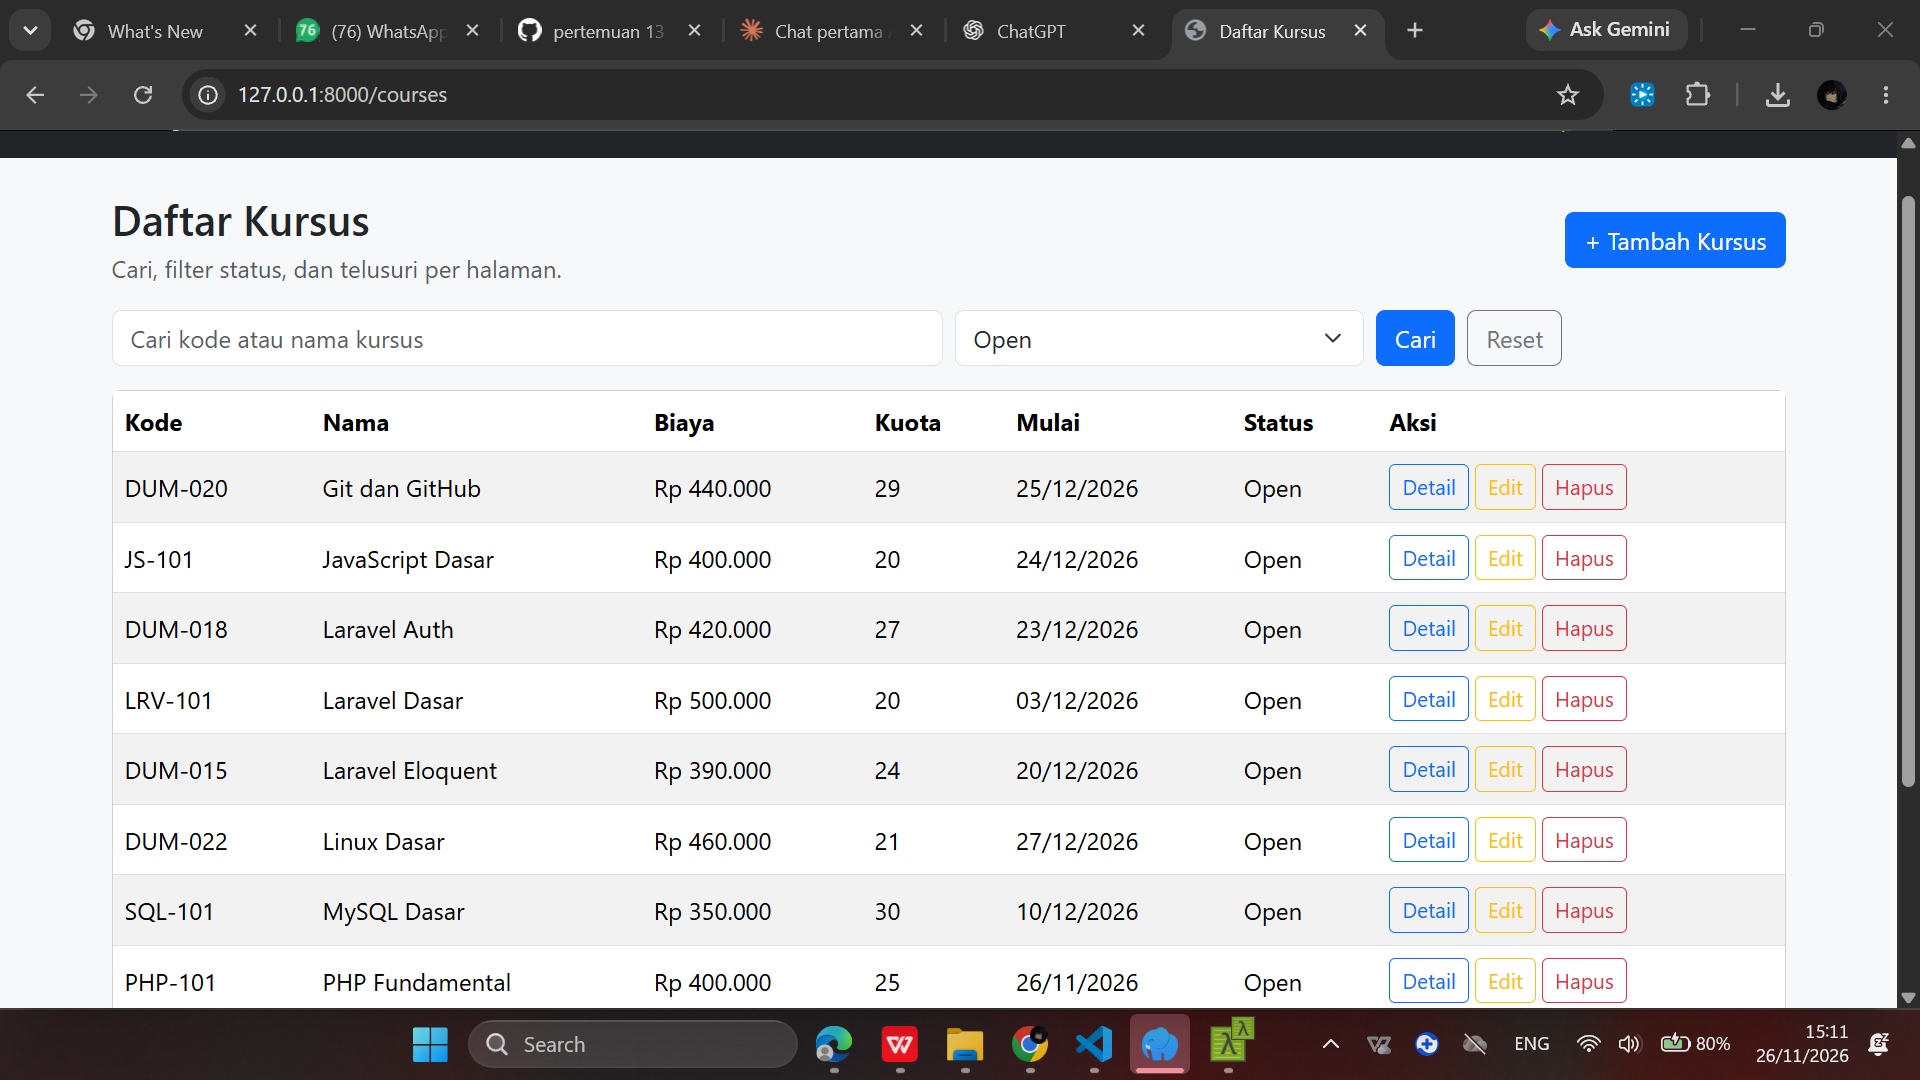 What's New
(76) WhatsApp
pertemuan 13
Chat pertama
ChatGPT
Daftar Kursus
Ask Gemini
127.0.0.1:8000/courses
Daftar Kursus
+ Tambah Kursus
Cari, filter status, dan telusuri per halaman.
Cari kode atau nama kursus
Open
Cari
Reset
Kode Nama Biaya Kuota Mulai Status Aksi
DUM-020 Git dan GitHub Rp 440.000 29 25/12/2026 Open Detail Edit Hapus
JS-101 JavaScript Dasar Rp 400.000 20 24/12/2026 Open Detail Edit Hapus
DUM-018 Laravel Auth Rp 420.000 27 23/12/2026 Open Detail Edit Hapus
LRV-101 Laravel Dasar Rp 500.000 20 03/12/2026 Open Detail Edit Hapus
DUM-015 Laravel Eloquent Rp 390.000 24 20/12/2026 Open Detail Edit Hapus
DUM-022 Linux Dasar Rp 460.000 21 27/12/2026 Open Detail Edit Hapus
SQL-101 MySQL Dasar Rp 350.000 30 10/12/2026 Open Detail Edit Hapus
PHP-101 PHP Fundamental Rp 400.000 25 26/11/2026 Open Detail Edit Hapus
Search
ENG
80%
15:11
26/11/2026